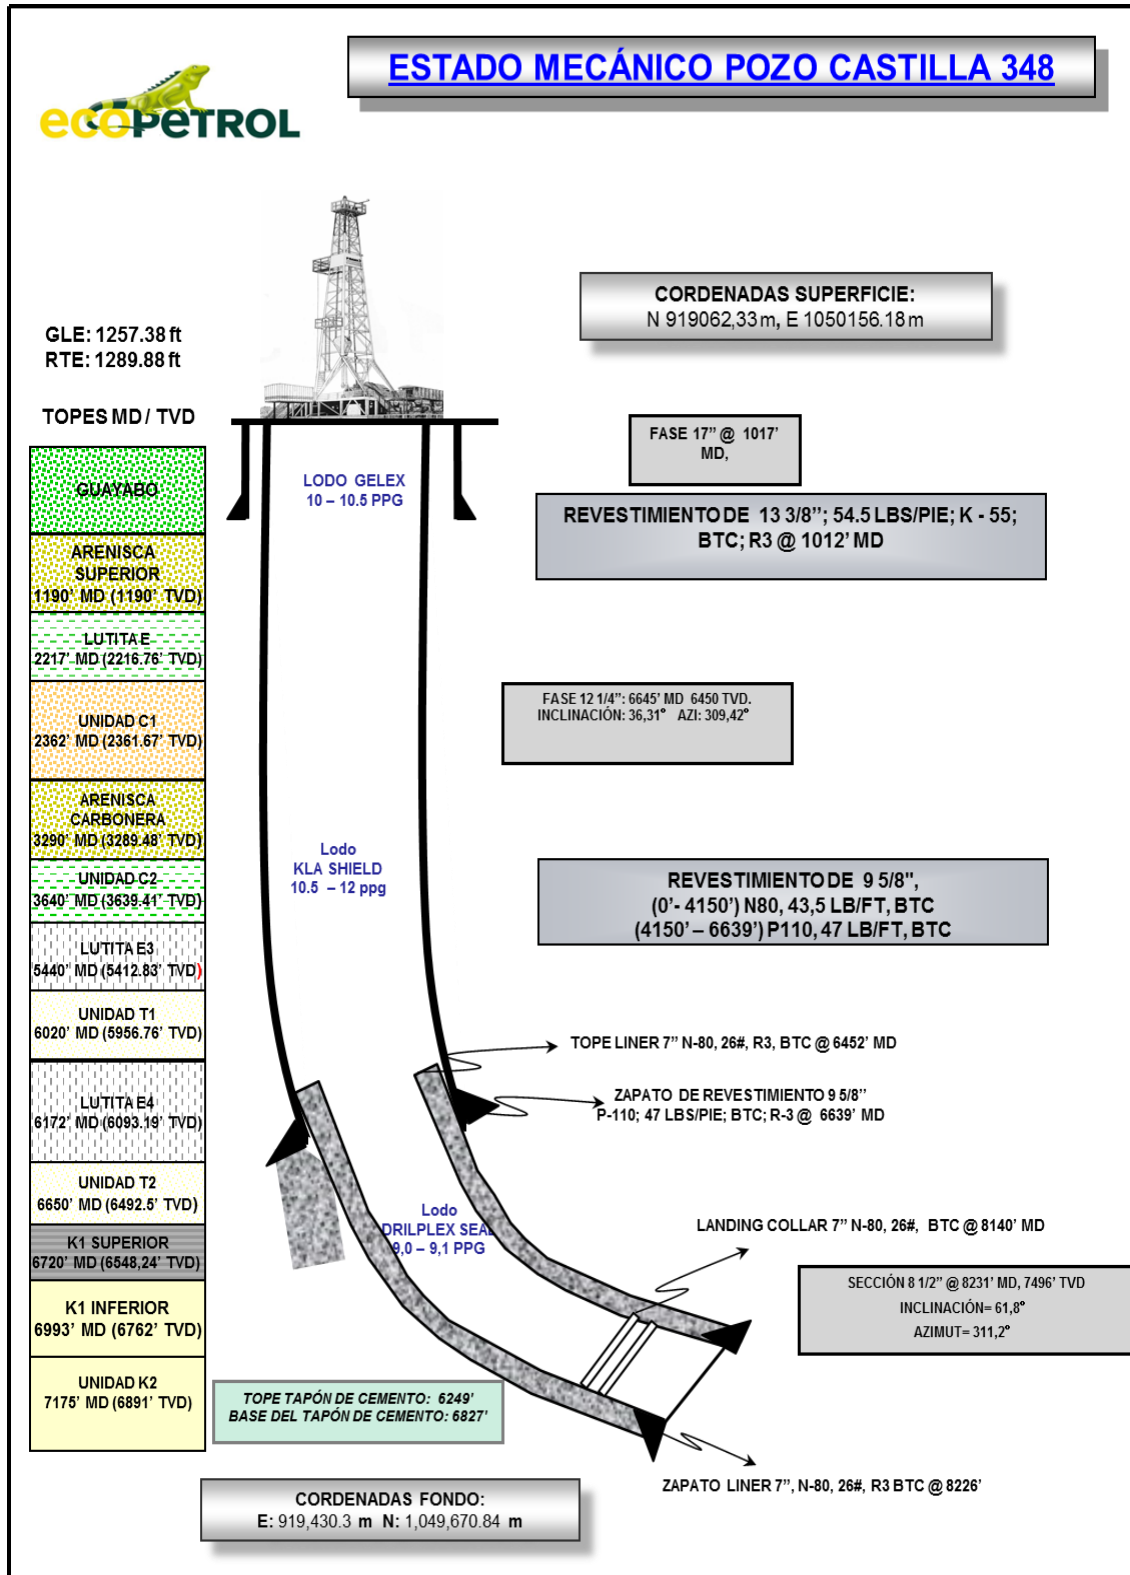 ESTADO MECÁNICO POZO CASTILLA 348
ecoPETROL
CORDENADAS SUPERFICIE:
N 919062,33m, E 1050156.18m
GLE: 1257.38 ft
RTE: 1289.88 ft
TOPES MD / TVD
GUAYABO
ARENISCA
SUPERIOR
1190' MD (1190' TVD)
LUTITA E
2217' MD (2216.76' TVD)
UNIDAD C1
2362' MD (2361.67' TVD)
ARENISCA
CARBONERA
3290' MD (3289.48' TVD)
UNIDAD C2
3640' MD (3639.41' TVD)
LUTITA E3
5440' MD (5412.83' TVD)
UNIDAD T1
6020' MD (5956.76' TVD)
LUTITA E4
6172' MD (6093.19' TVD)
UNIDAD T2
6650' MD (6492.5' TVD)
K1 SUPERIOR
6720' MD (6548,24' TVD)
K1 INFERIOR
6993' MD (6762' TVD)
UNIDAD K2
7175' MD (6891' TVD)
LODO GELEX
10 – 10.5 PPG
Lodo
KLA SHIELD
10.5 – 12 ppg
Lodo
DRILPLEX SEAL
9,0 – 9,1 PPG
FASE 17” @ 1017'
MD,
REVESTIMIENTO DE 13 3/8”; 54.5 LBS/PIE; K - 55;
BTC; R3 @ 1012' MD
FASE 12 1/4”: 6645' MD 6450 TVD.
INCLINACIÓN: 36,31° AZI: 309,42°
REVESTIMIENTO DE 9 5/8",
(0'- 4150') N80, 43,5 LB/FT, BTC
(4150' – 6639') P110, 47 LB/FT, BTC
TOPE LINER 7” N-80, 26#, R3, BTC @ 6452' MD
ZAPATO DE REVESTIMIENTO 9 5/8”
P-110; 47 LBS/PIE; BTC; R-3 @ 6639' MD
LANDING COLLAR 7” N-80, 26#, BTC @ 8140' MD
SECCIÓN 8 1/2” @ 8231' MD, 7496' TVD
INCLINACIÓN= 61,8°
AZIMUT= 311,2°
TOPE TAPÓN DE CEMENTO: 6249'
BASE DEL TAPÓN DE CEMENTO: 6827'
ZAPATO LINER 7”, N-80, 26#, R3 BTC @ 8226'
CORDENADAS FONDO:
E: 919,430.3 m N: 1,049,670.84 m